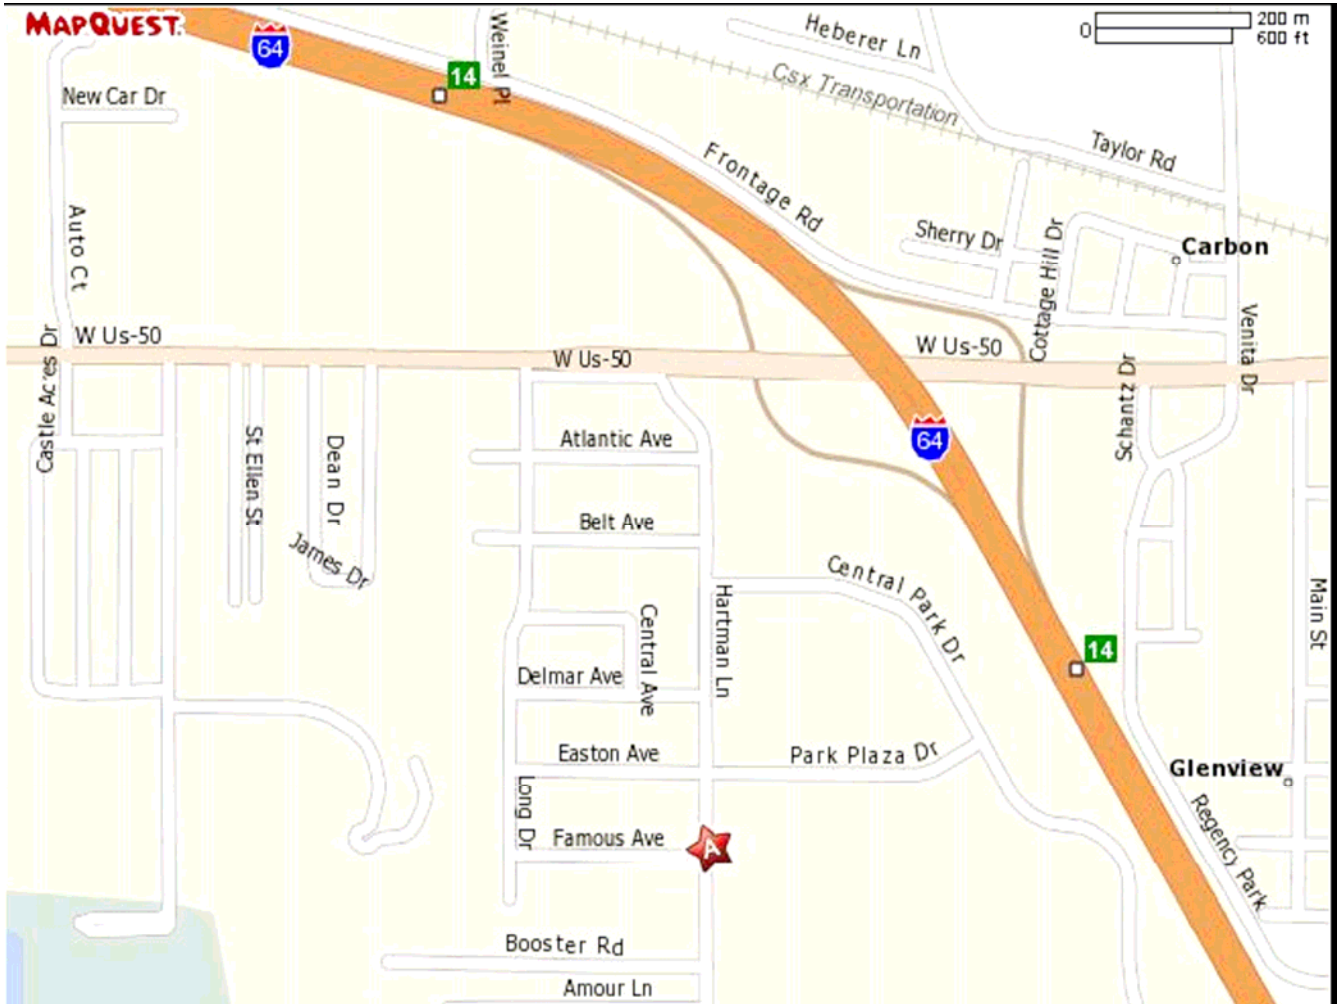 MAPQUEST.
64
14
Weinel Pl
Heberer Ln
0
200 m
600 ft
New Car Dr
Csx Transportation
Taylor Rd
Frontage Rd
Auto Ct
Sherry Dr
Cottage Hill Dr
Carbon
W Us-50
W Us-50
W Us-50
Venita Dr
Castle Acres Dr
Schantz Dr
St Ellen St
Dean Dr
Atlantic Ave
64
Belt Ave
James Dr
Central Park Dr
Hartman Ln
Central Ave
Main St
14
Delmar Ave
Easton Ave
Park Plaza Dr
Glenview
Long Dr
Famous Ave
A
Regency Park
Booster Rd
Amour Ln